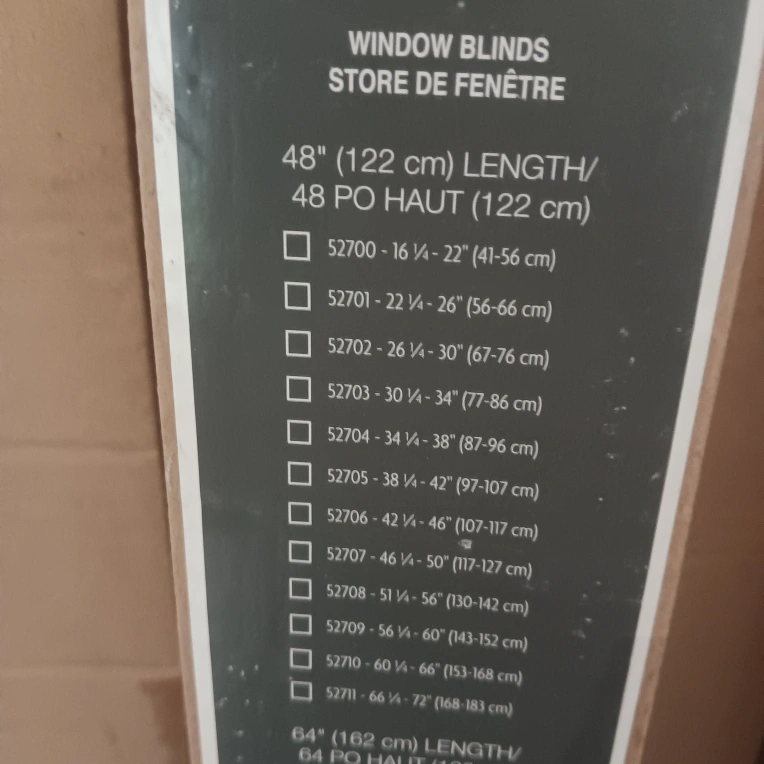 WINDOW BLINDS
STORE DE FENÊTRE
48" (122 cm) LENGTH/
48 PO HAUT (122 cm)
52700 - 16 ¼ - 22" (41-56 cm)
52701 - 22 ¼ - 26" (56-66 cm)
52702 - 26 ¼ - 30" (67-76 cm)
52703 - 30 ¼ - 34" (77-86 cm)
52704 - 34 ¼ - 38" (87-96 cm)
52705 - 38 ¼ - 42" (97-107 cm)
52706 - 42 ¼ - 46" (107-117 cm)
52707 - 46 ¼ - 50" (117-127 cm)
52708 - 51 ¼ - 56" (130-142 cm)
52709 - 56 ¼ - 60" (143-152 cm)
52710 - 60 ¼ - 66" (153-168 cm)
52711 - 66 ¼ - 72" (168-183 cm)
64" (162 cm) LENGTH/
64 PO HAUT